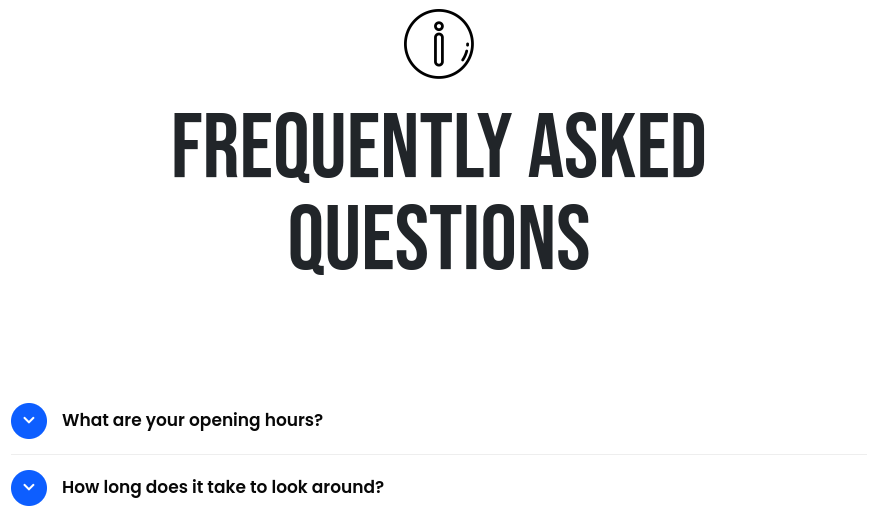 FREQUENTLY ASKED
QUESTIONS
What are your opening hours?
How long does it take to look around?